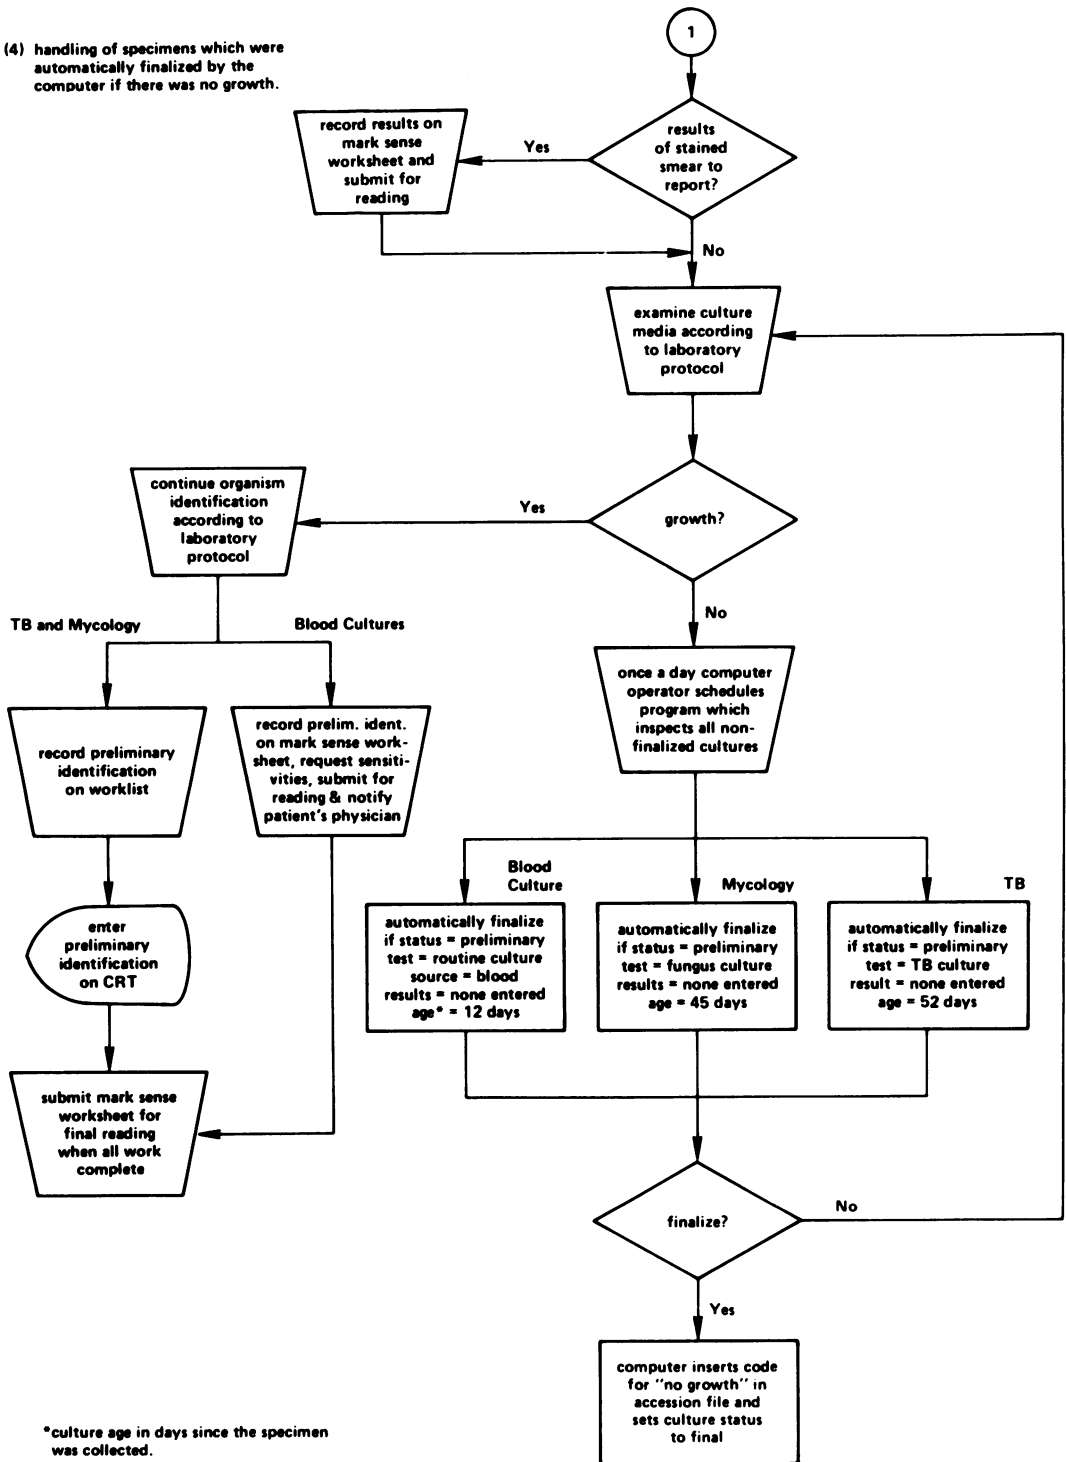 1
(4) handling of specimens which were
automatically finalized by the
computer if there was no growth.
results
of stained
smear to
report?
Yes
record results on
mark sense
worksheet and
submit for
reading
No
examine culture
media according
to laboratory
protocol
growth?
Yes
continue organism
identification
according to
laboratory
protocol
TB and Mycology
Blood Cultures
record preliminary
identification
on worklist
record prelim. ident.
on mark sense work-
sheet, request sensiti-
vities, submit for
reading & notify
patient's physician
enter
preliminary
identification
on CRT
submit mark sense
worksheet for
final reading
when all work
complete
No
once a day computer
operator schedules
program which
inspects all non-
finalized cultures
Blood
Culture
automatically finalize
if status = preliminary
test = routine culture
source = blood
results = none entered
age* = 12 days
Mycology
automatically finalize
if status = preliminary
test = fungus culture
results = none entered
age = 45 days
TB
automatically finalize
if status = preliminary
test = TB culture
result = none entered
age = 52 days
finalize?
No
Yes
computer inserts code
for "no growth" in
accession file and
sets culture status
to final
*culture age in days since the specimen
was collected.